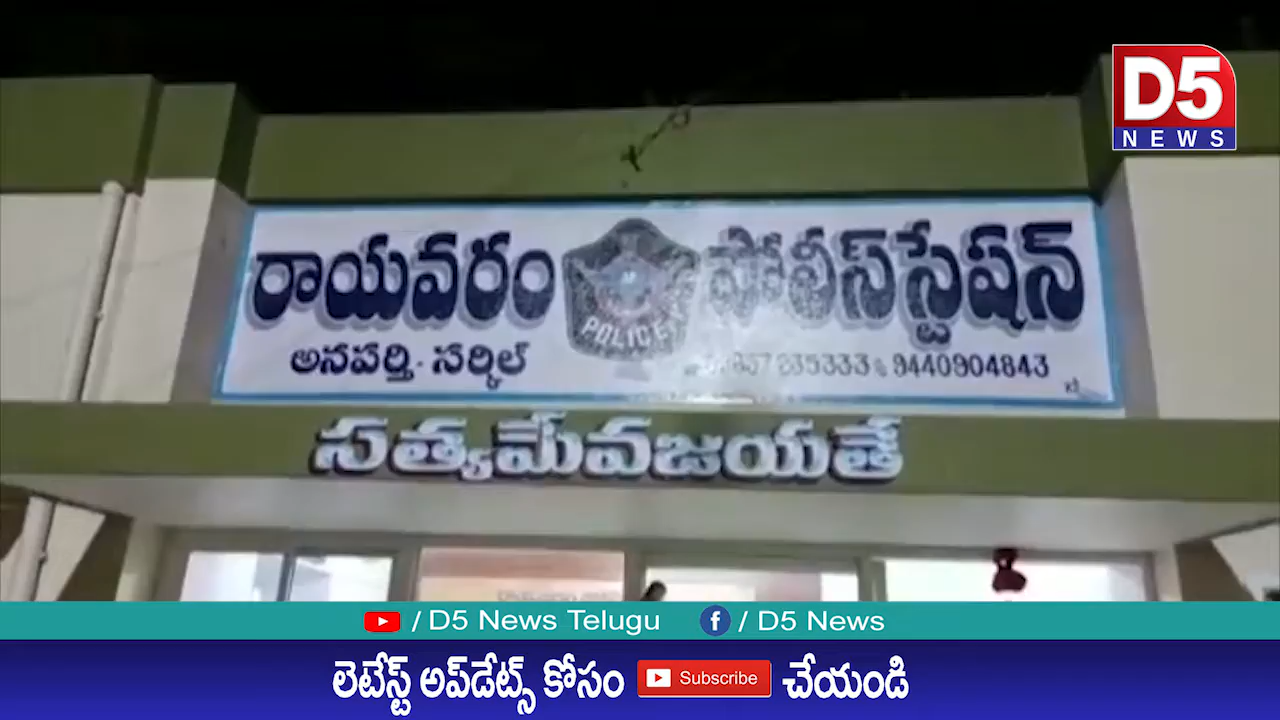 D5
NEWS
రాయవరం పోలీస్‌స్టేషన్
POLICE
అనపర్తి - సర్కిల్ 9440904843
సత్యమేవజయతే
/ D5 News Telugu / D5 News
లెటేస్ట్ అప్‌డేట్స్ కోసం Subscribe చేయండి